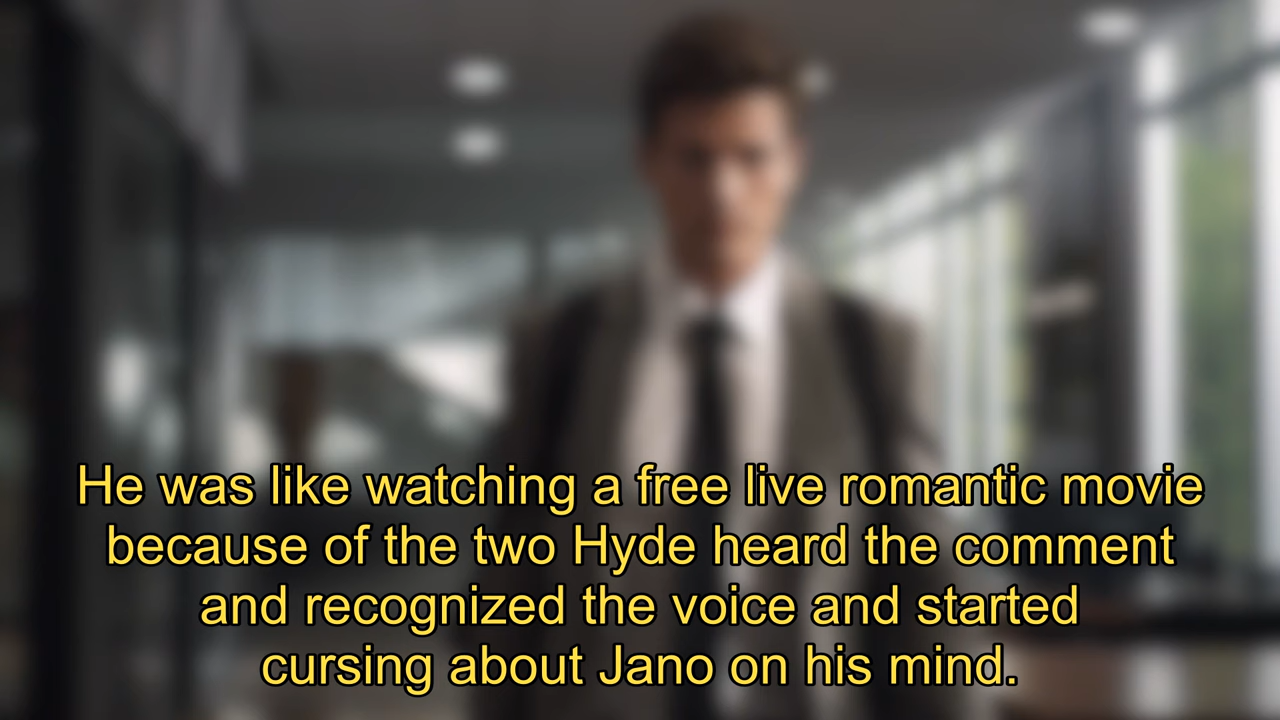 He was like watching a free live romantic movie
because of the two Hyde heard the comment
and recognized the voice and started
cursing about Jano on his mind.